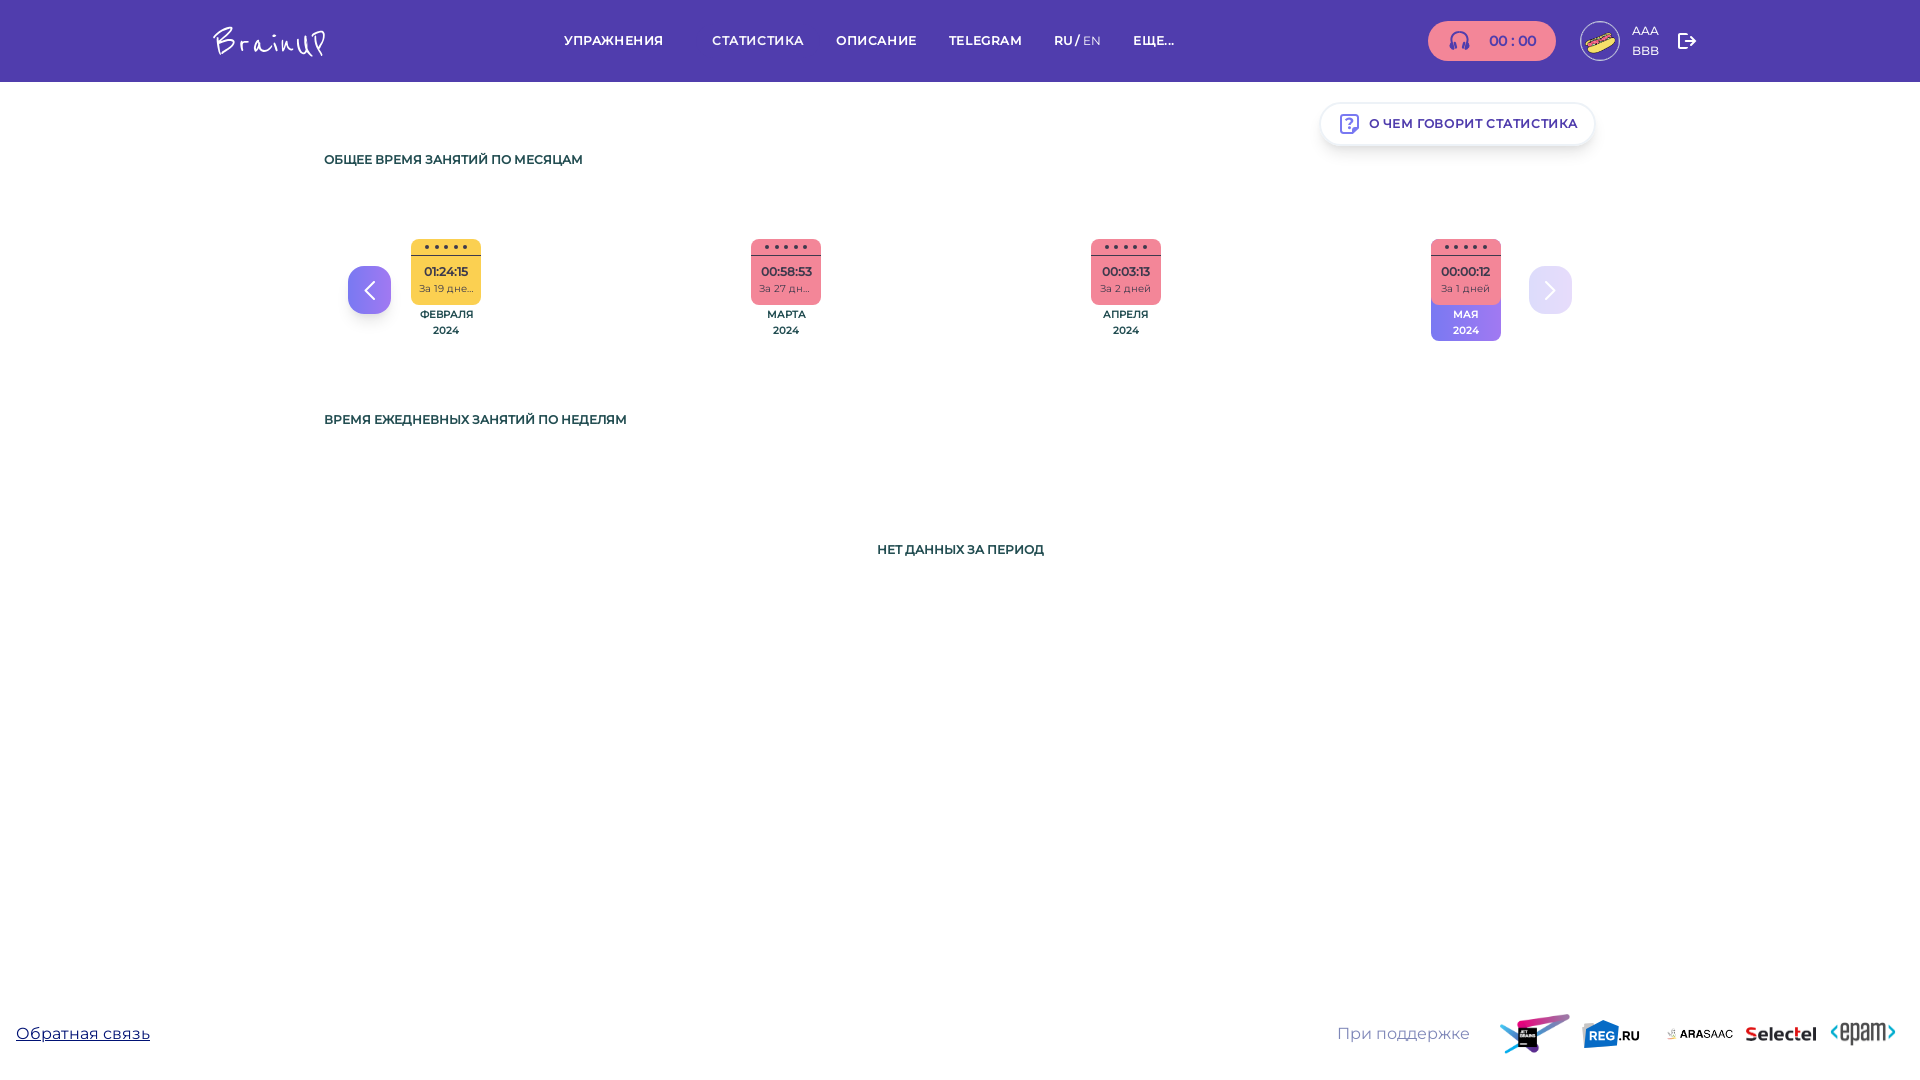 BrainUP
УПРАЖНЕНИЯ
СТАТИСТИКА
ОПИСАНИЕ
TELEGRAM
RU / EN
ЕЩЕ...
00 : 00
AAA
BBB
О ЧЕМ ГОВОРИТ СТАТИСТИКА
ОБЩЕЕ ВРЕМЯ ЗАНЯТИЙ ПО МЕСЯЦАМ
01:24:15
За 19 дне...
ФЕВРАЛЯ
2024
00:58:53
За 27 дн...
МАРТА
2024
00:03:13
За 2 дней
АПРЕЛЯ
2024
00:00:12
За 1 дней
МАЯ
2024
ВРЕМЯ ЕЖЕДНЕВНЫХ ЗАНЯТИЙ ПО НЕДЕЛЯМ
НЕТ ДАННЫХ ЗА ПЕРИОД
Обратная связь
При поддержке
JET
BRAINS
REG.RU
ARASAAC
Selectel
<epam>